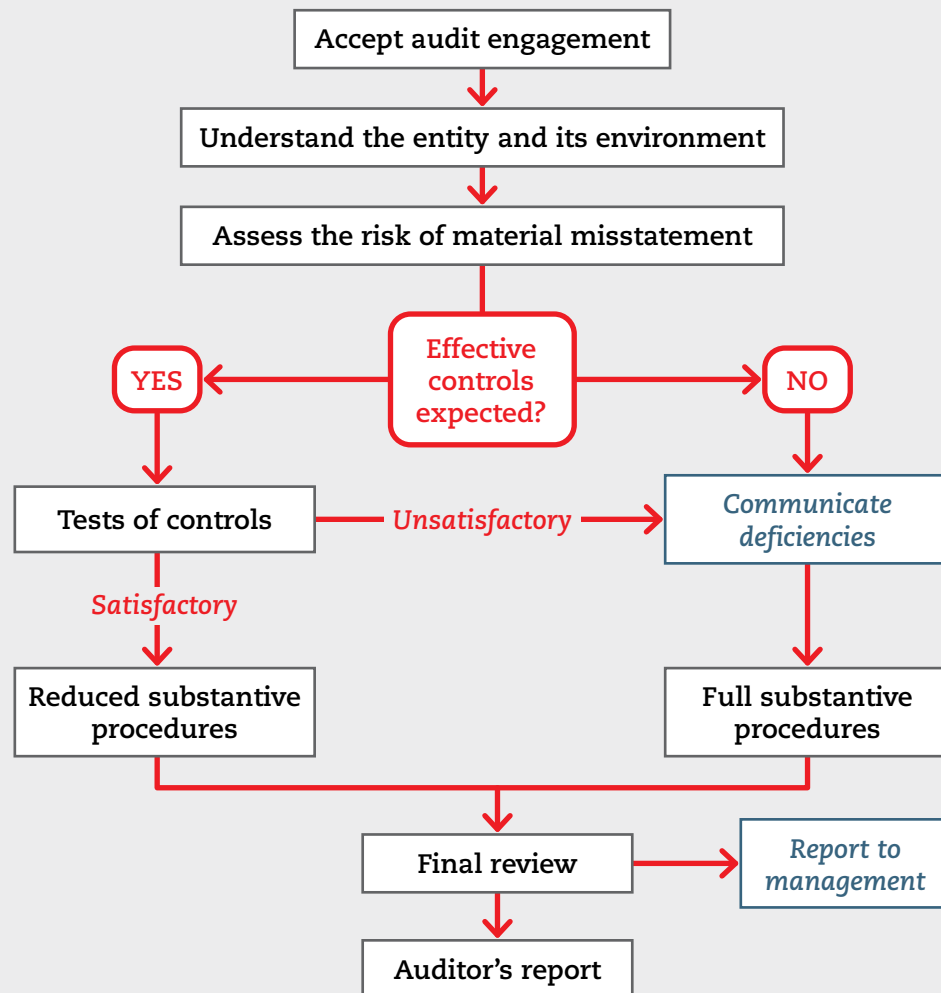 Accept audit engagement
Understand the entity and its environment
Assess the risk of material misstatement
Effective
controls
expected?
YES
NO
Tests of controls
Unsatisfactory
Communicate
deficiencies
Satisfactory
Reduced substantive
procedures
Full substantive
procedures
Final review
Report to
management
Auditor’s report